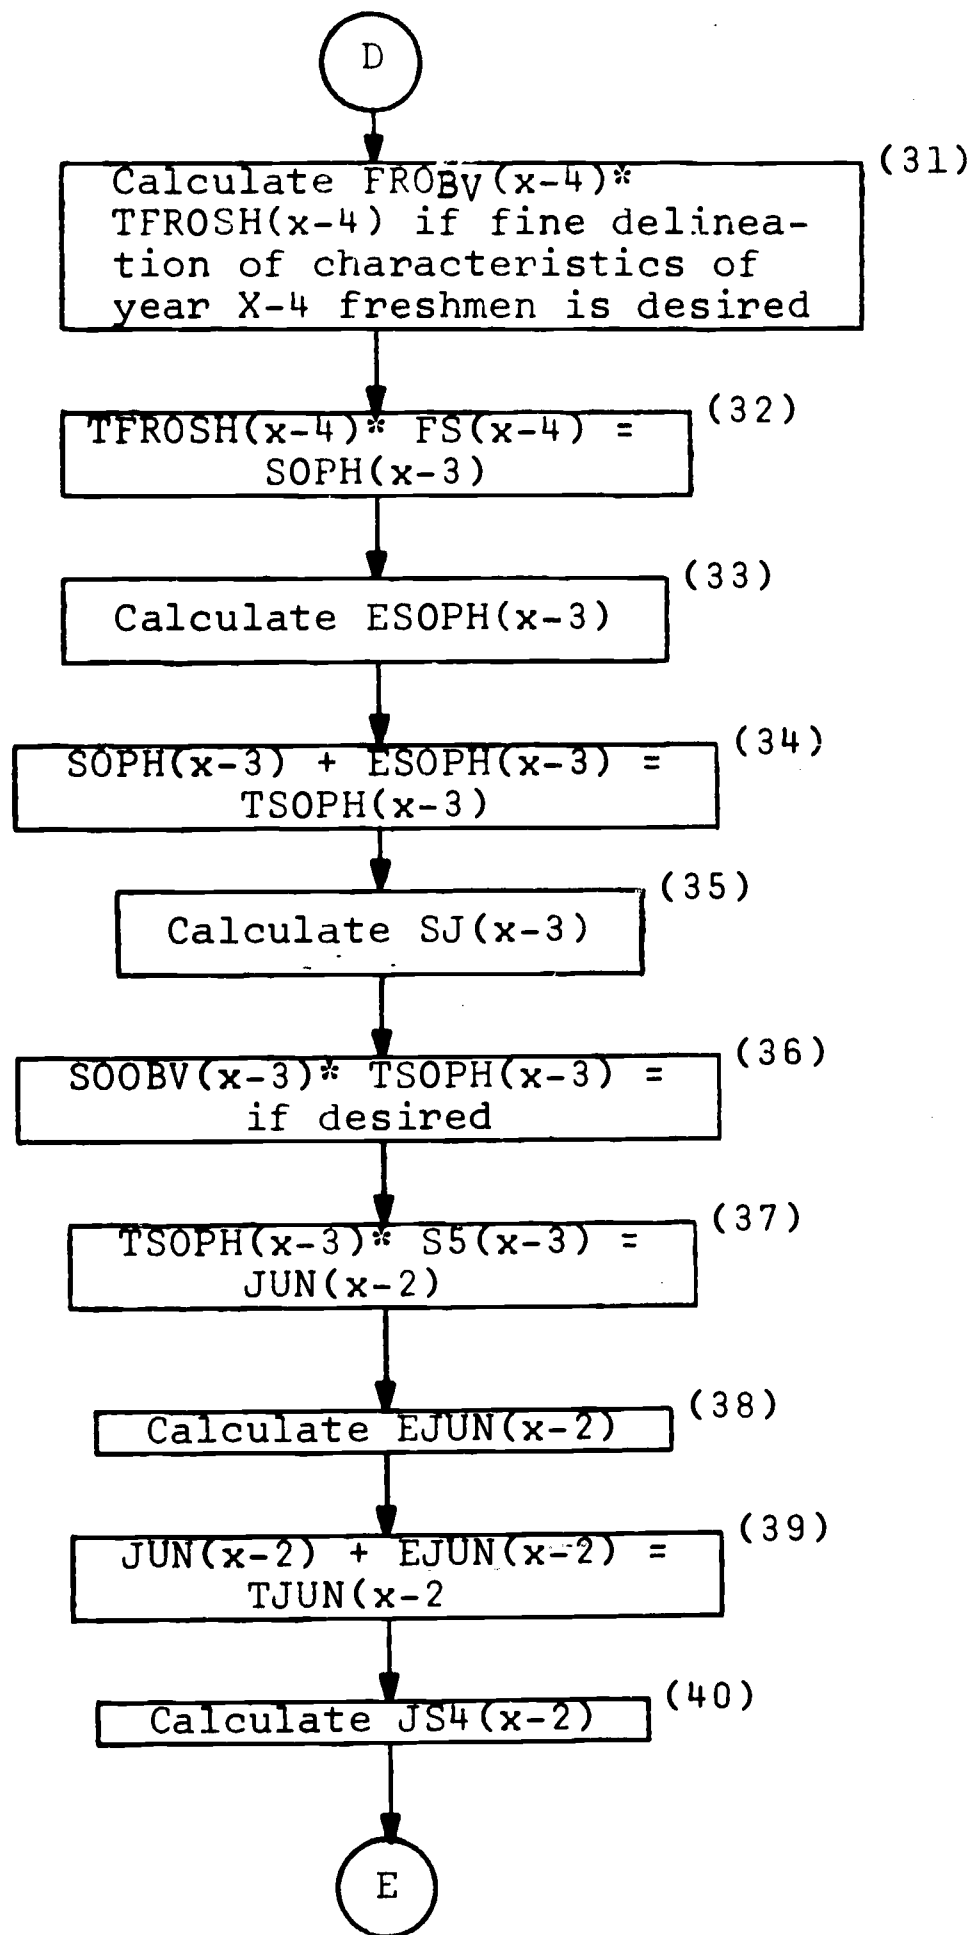 D
(31)
Calculate FROBV(x-4)*
TFROSH(x-4) if fine delinea-
tion of characteristics of
year X-4 freshmen is desired
(32)
TFROSH(x-4)* FS(x-4) =
SOPH(x-3)
(33)
Calculate ESOPH(x-3)
(34)
SOPH(x-3) + ESOPH(x-3) =
TSOPH(x-3)
(35)
Calculate SJ(x-3)
(36)
SOOBV(x-3)* TSOPH(x-3) =
if desired
(37)
TSOPH(x-3)* S5(x-3) =
JUN(x-2)
(38)
Calculate EJUN(x-2)
(39)
JUN(x-2) + EJUN(x-2) =
TJUN(x-2
(40)
Calculate JS4(x-2)
E